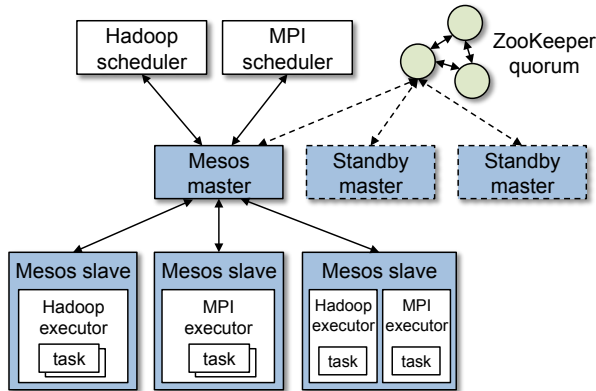 Hadoop
scheduler
MPI
scheduler
ZooKeeper
quorum
Mesos
master
Standby
master
Standby
master
Mesos slave
Hadoop
executor
task
Mesos slave
MPI
executor
task
Mesos slave
Hadoop
executor
task
MPI
executor
task